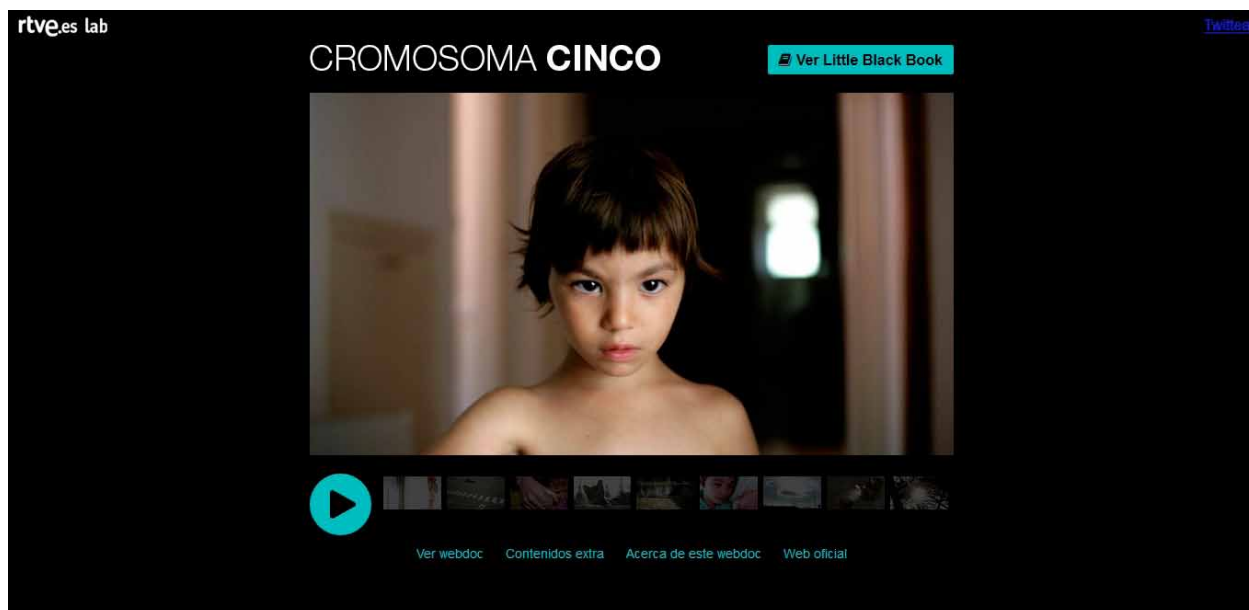 rtve.es lab
Twittear
CROMOSOMA CINCO
Ver Little Black Book
Ver webdoc
Contenidos extra
Acerca de este webdoc
Web oficial